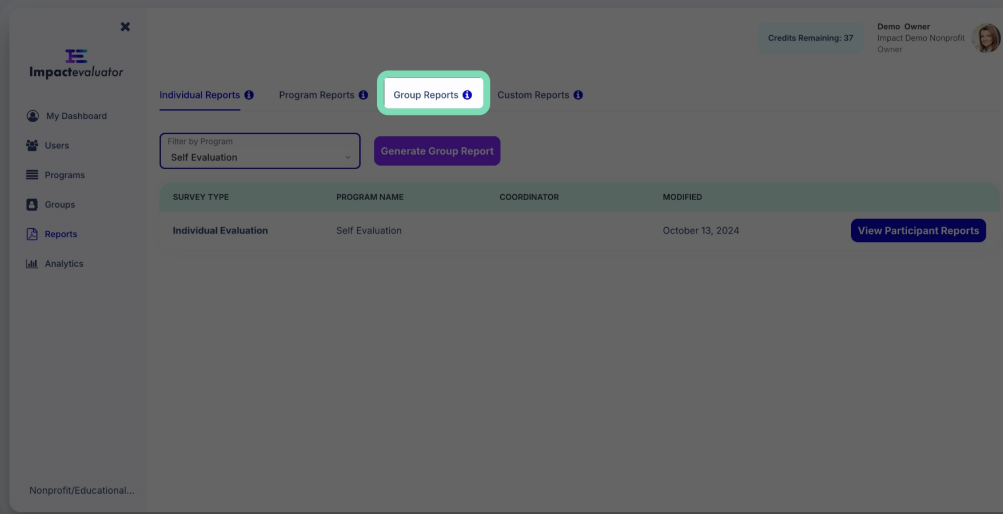 Impactevaluator
My Dashboard
Users
Programs
Groups
Reports
Analytics
Nonprofit/Educational...
Credits Remaining: 37
Demo Owner
Impact Demo Nonprofit
Owner
Individual Reports
Program Reports
Group Reports
Custom Reports
Filter by Program
Self Evaluation
Generate Group Report
SURVEY TYPE PROGRAM NAME COORDINATOR MODIFIED
Individual Evaluation Self Evaluation October 13, 2024 View Participant Reports